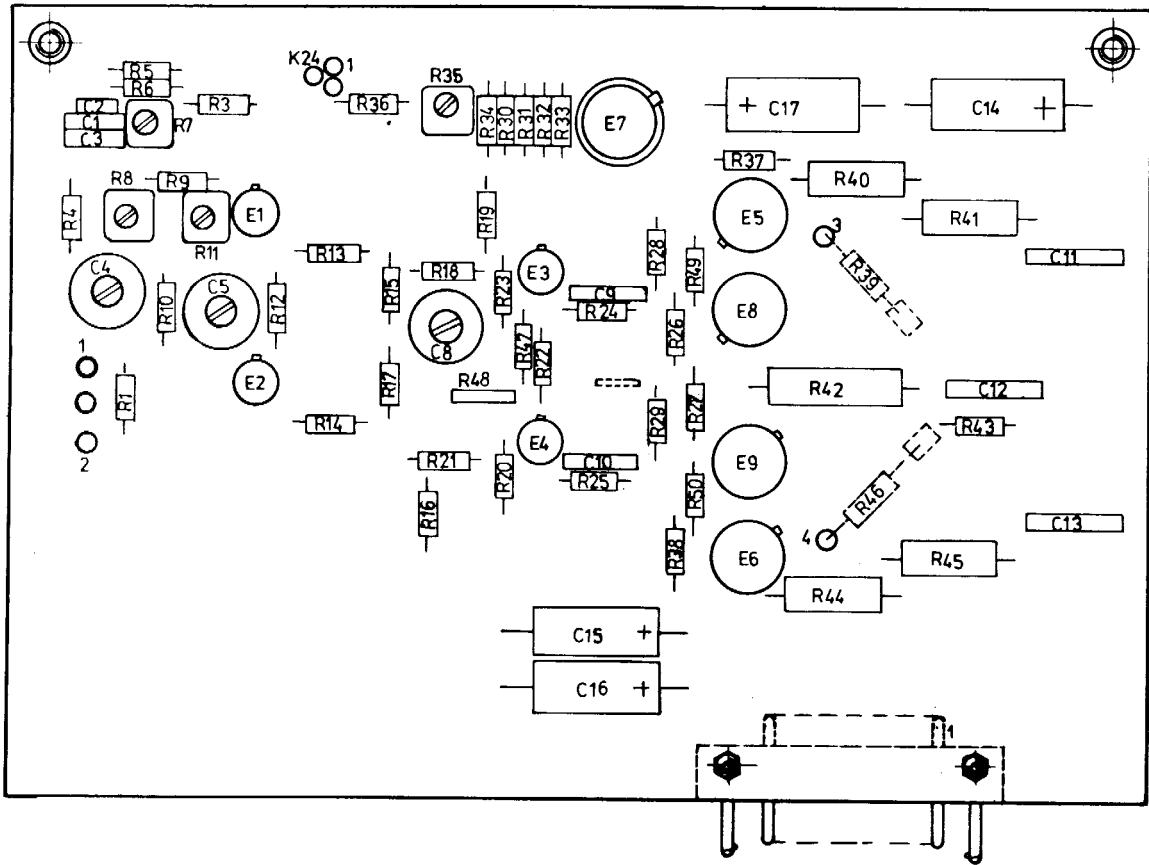 R5
R6
C2
C1
C3
R7
R3
K24
1
R36
R35
R34
R30
R31
R32
R33
E7
+ C17
C14 +
R37
R40
R41
R8
R9
R4
R11
E1
R13
R19
R28
R49
E5
3
R39
C11
C4
R10
C5
R12
R15
R18
R23
E3
C9
R24
R26
E8
C8
R47
R22
1
R1
2
E2
R14
R17
R48
R29
R27
R42
C12
R43
E4
C10
R25
R21
R20
R16
R50
R38
E9
R46
4
E6
C13
R45
R44
C15 +
C16 +
1